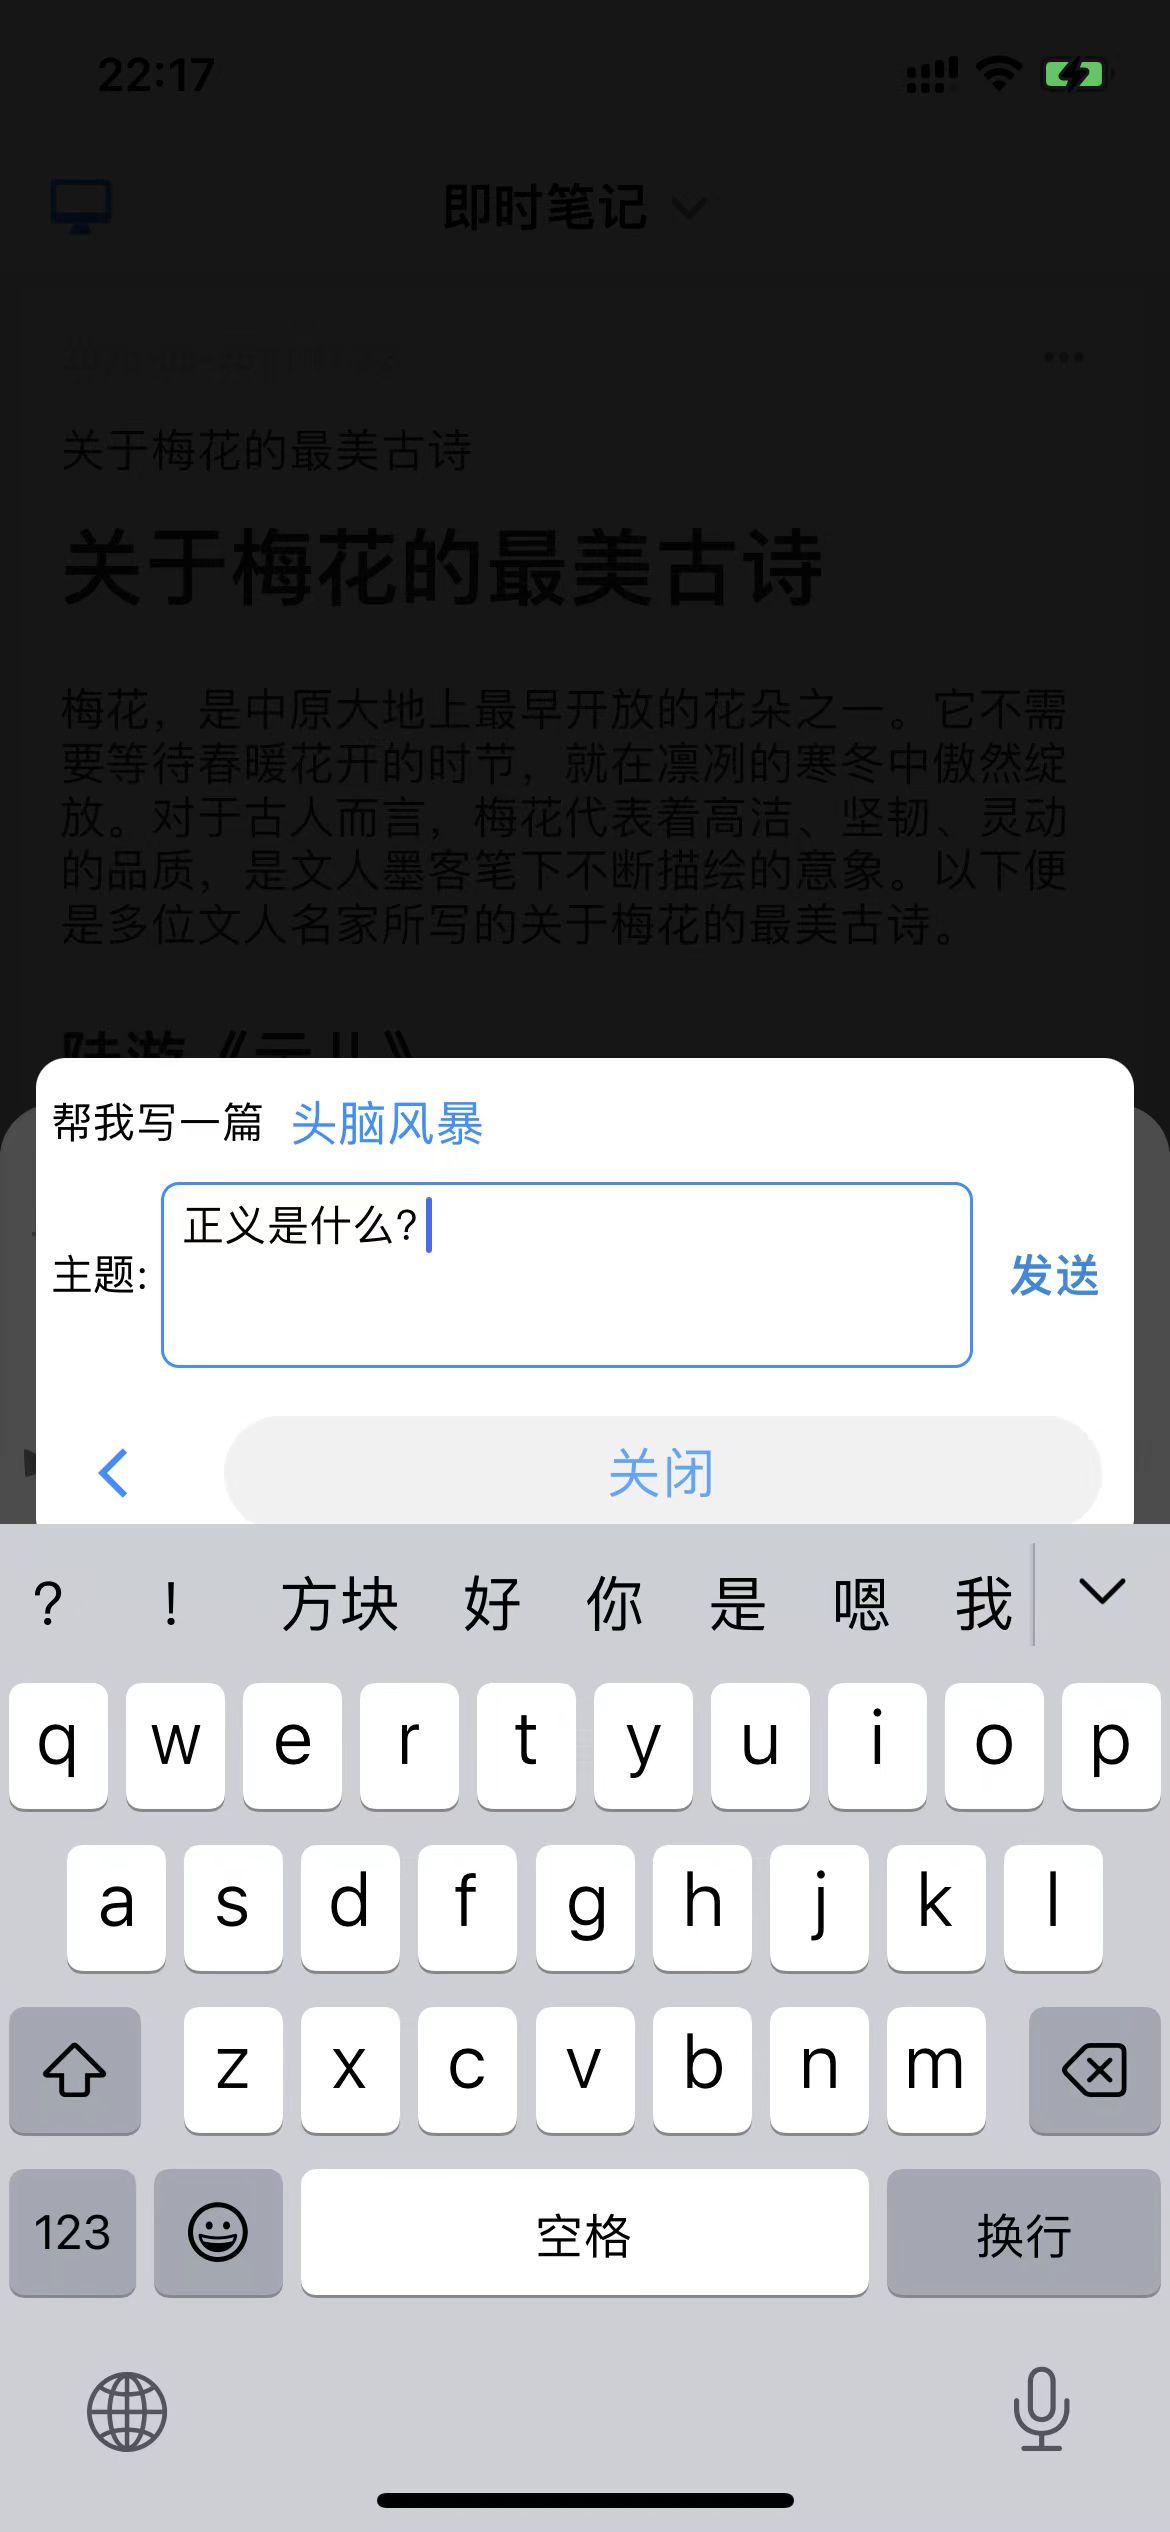 22:17
即时笔记
关于梅花的最美古诗
关于梅花的最美古诗
梅花，是中原大地上最早开放的花朵之一。它不需
要等待春暖花开的时节，就在凛冽的寒冬中傲然绽
放。对于古人而言，梅花代表着高洁、坚韧、灵动
的品质，是文人墨客笔下不断描绘的意象。以下便
是多位文人名家所写的关于梅花的最美古诗。
帮我写一篇 头脑风暴
正义是什么?
主题:
发送
关闭
? ! 方块 好 你 是 嗯 我
q w e r t y u i o p
a s d f g h j k l
z x c v b n m
123 空格 换行